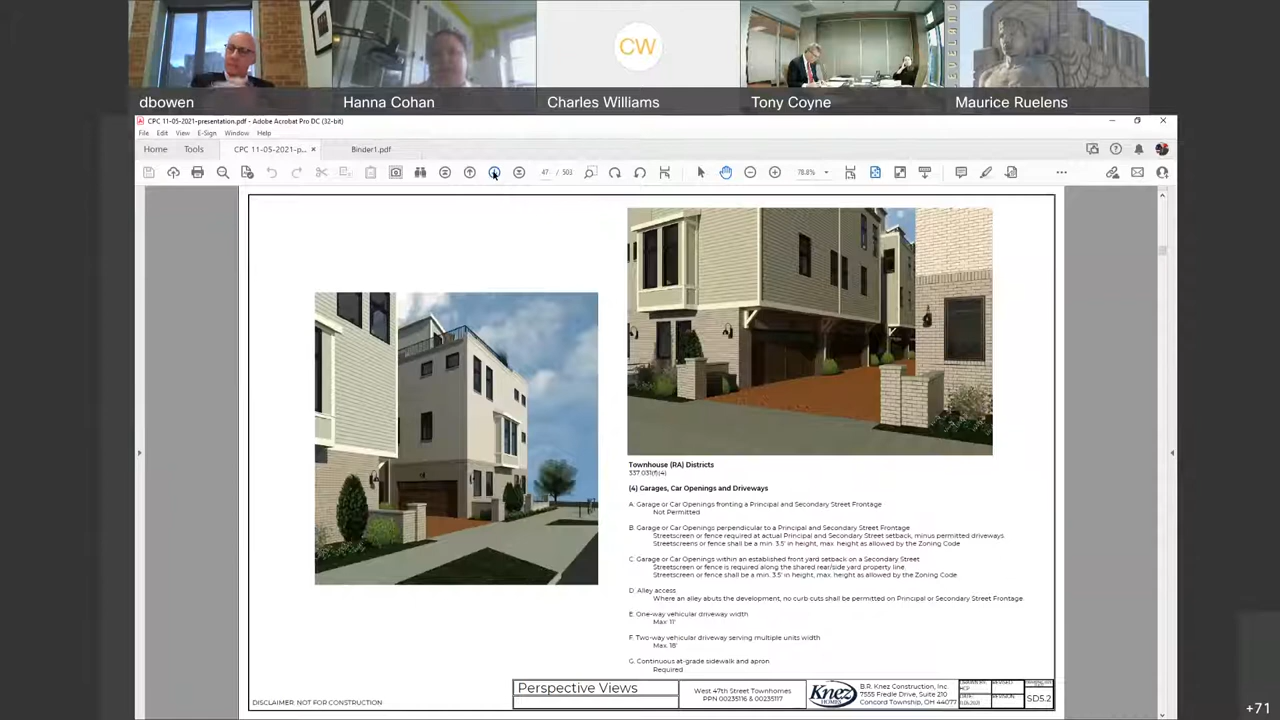 CW
dbowen
Hanna Cohan
Charles Williams
Tony Coyne
Maurice Ruelens
CPC 11-05-2021-presentation.pdf - Adobe Acrobat Pro DC (32-bit)
File Edit View E-Sign Window Help
Home Tools CPC 11-05-2021-p... × Binder1.pdf
47 / 503 78.8%
Townhouse (RA) Districts
337.031(f)(4)
(4) Garages, Car Openings and Driveways
A. Garage or Car Openings fronting a Principal and Secondary Street Frontage
Not Permitted
B. Garage or Car Openings perpendicular to a Principal and Secondary Street Frontage
Streetscreen or fence required at actual Principal and Secondary Street setback, minus permitted driveways.
Streetscreens or fence shall be a min. 3.5' in height, max. height as allowed by the Zoning Code
C. Garage or Car Openings within an established front yard setback on a Secondary Street
Streetscreen or fence is required along the shared rear/side yard property line.
Streetscreen or fence shall be a min. 3.5' in height, max. height as allowed by the Zoning Code
D. Alley access
Where an alley abuts the development, no curb cuts shall be permitted on Principal or Secondary Street Frontage
E. One-way vehicular driveway width
Max. 11'
F. Two-way vehicular driveway serving multiple units width
Max. 18'
G. Continuous at-grade sidewalk and apron
Required
DISCLAIMER: NOT FOR CONSTRUCTION
Perspective Views
West 47th Street Townhomes
PPN 00235116 & 00235117
Knez
HOMES
B.R. Knez Construction, Inc.
7555 Fredle Drive, Suite 210
Concord Township, OH 44077
HCP
REVISED
REVISION
SD5.2
+71